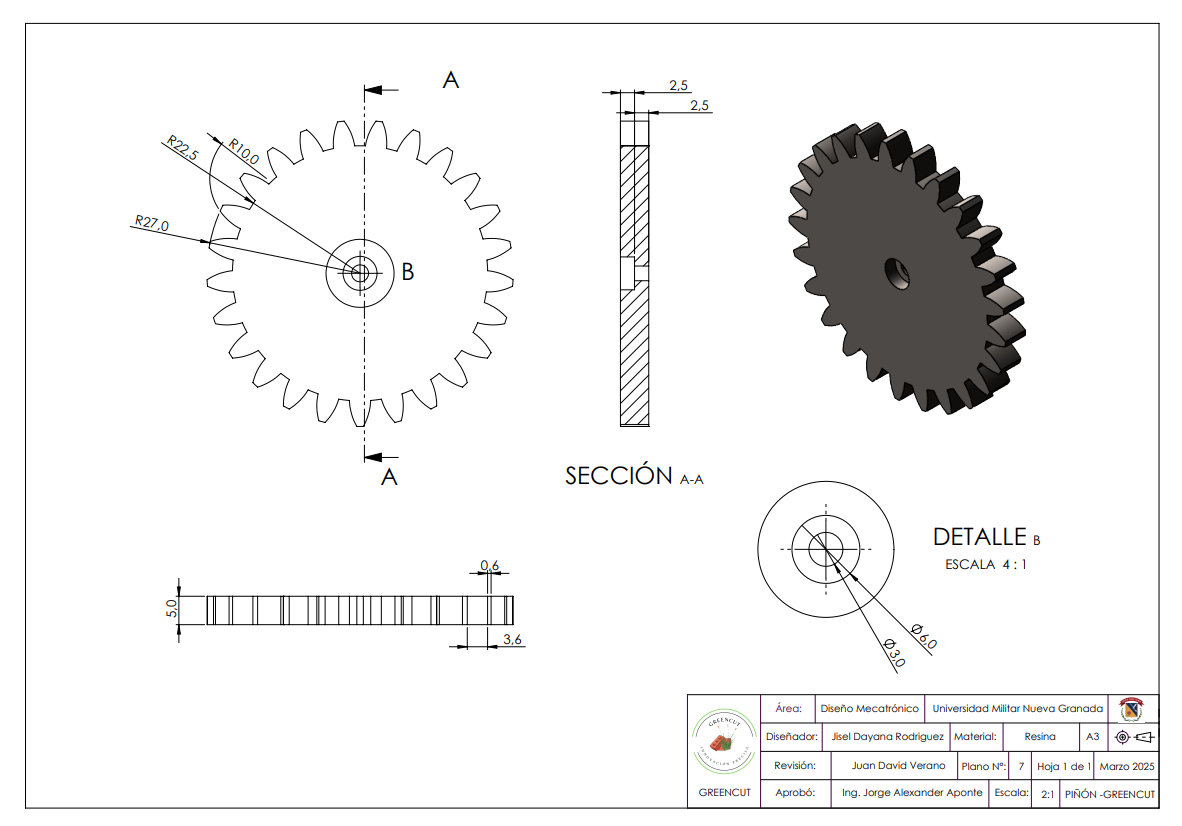 A
2,5
2,5
R22,5
R10,0
R27,0
B
A
SECCIÓN A-A
DETALLE B
ESCALA 4 : 1
0,6
5,0
3,6
Ø6,0
Ø3,0
Área: Diseño Mecatrónico Universidad Militar Nueva Granada
GREENCUT
INNOVACIÓN PRECISA
Diseñador: Jisel Dayana Rodriguez Material: Resina A3
Revisión: Juan David Verano Plano Nº: 7 Hoja 1 de 1 Marzo 2025
GREENCUT Aprobó: Ing. Jorge Alexander Aponte Escala: 2:1 PIÑÓN -GREENCUT